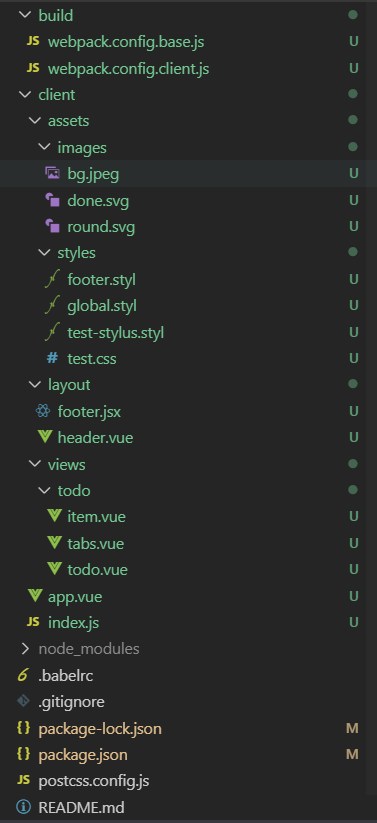 build
JS webpack.config.base.js U
JS webpack.config.client.js U
client
assets
images
bg.jpeg U
done.svg U
round.svg U
styles
footer.styl U
global.styl U
test-stylus.styl U
# test.css U
layout
footer.jsx U
header.vue U
views
todo
item.vue U
tabs.vue U
todo.vue U
app.vue U
JS index.js U
node_modules
.babelrc
.gitignore
{} package-lock.json M
{} package.json M
postcss.config.js
README.md